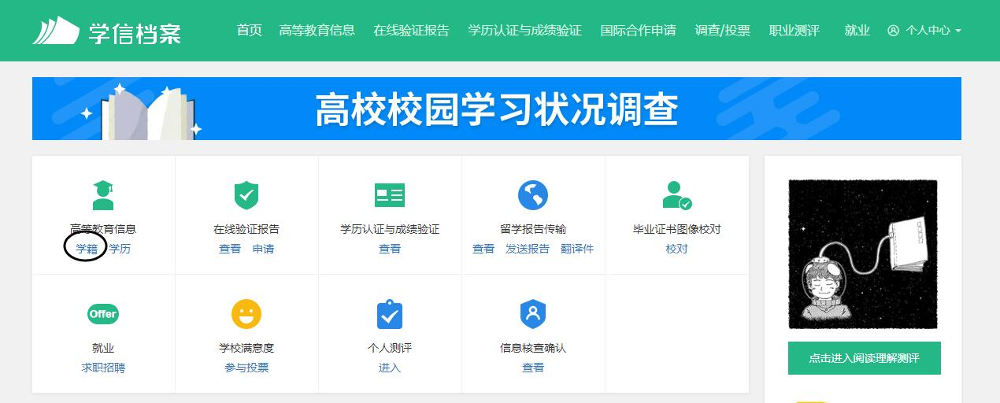 学信档案
首页 高等教育信息 在线验证报告 学历认证与成绩验证 国际合作申请 调查/投票 职业测评 就业 个人中心
高校校园学习状况调查
高等教育信息 在线验证报告 学历认证与成绩验证 留学报告传输 毕业证书图像校对
学籍 学历 查看 申请 查看 查看 发送报告 翻译件 校对
Offer
就业 学校满意度 个人测评 信息核查确认
求职招聘 参与投票 进入 查看
点击进入阅读理解测评